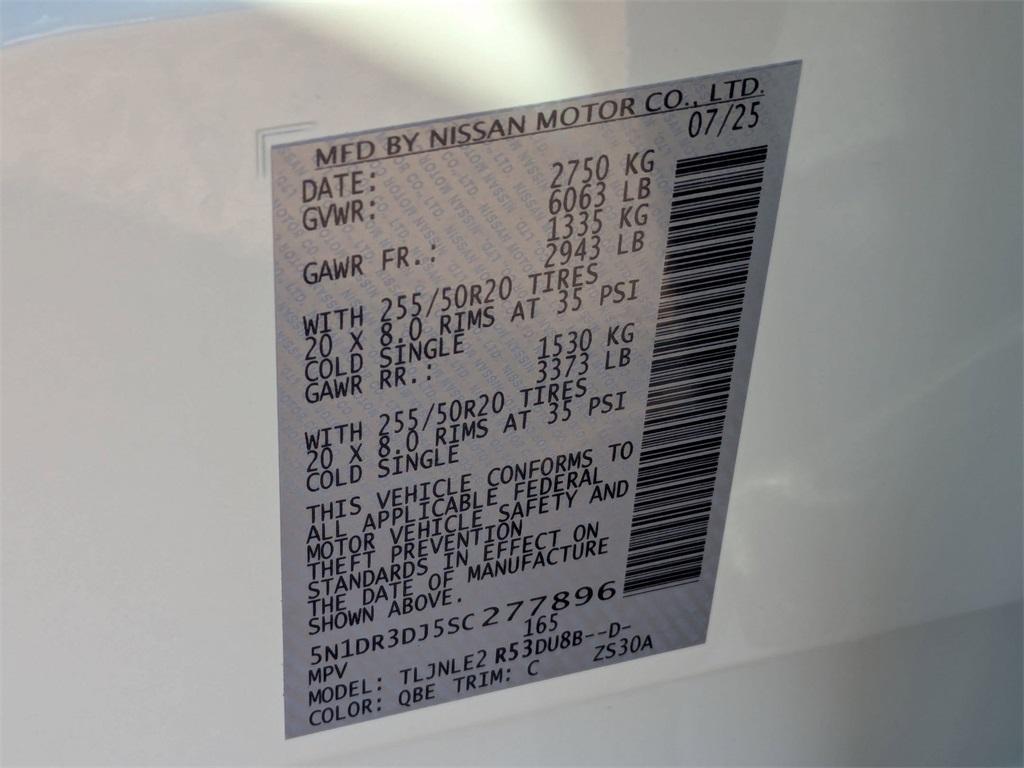 MFD BY NISSAN MOTOR CO., LTD.
DATE: 07/25
GVWR: 2750 KG
6063 LB
GAWR FR.: 1335 KG
2943 LB
WITH 255/50R20 TIRES
20 X 8.0 RIMS AT 35 PSI
COLD SINGLE
GAWR RR.: 1530 KG
3373 LB
WITH 255/50R20 TIRES
20 X 8.0 RIMS AT 35 PSI
COLD SINGLE
THIS VEHICLE CONFORMS TO
ALL APPLICABLE FEDERAL
MOTOR VEHICLE SAFETY AND
THEFT PREVENTION
STANDARDS IN EFFECT ON
THE DATE OF MANUFACTURE
SHOWN ABOVE.
5N1DR3DJ5SC277896
MPV 165
MODEL: TLJNLE2 R53DU8B--D-
COLOR: QBE TRIM: C ZS30A